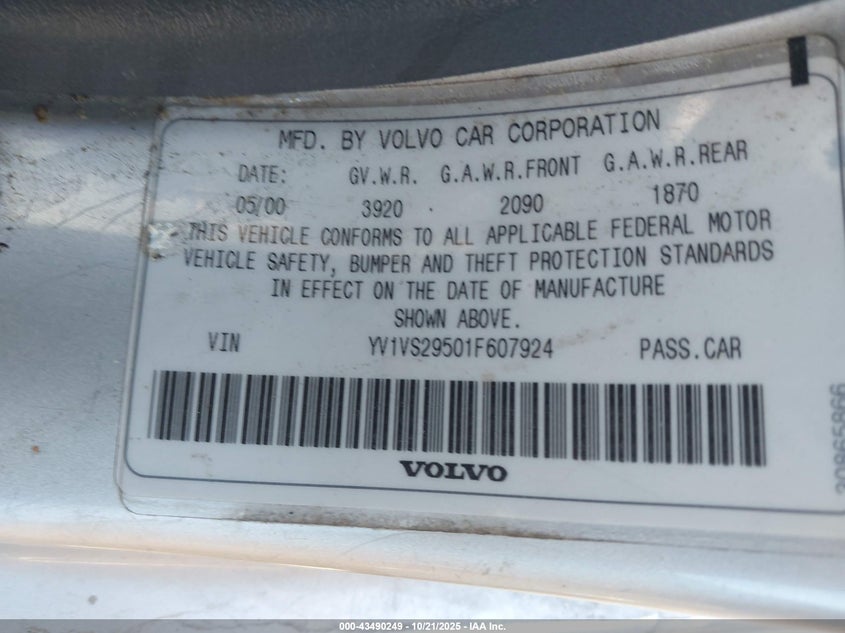 MFD. BY VOLVO CAR CORPORATION
DATE: GV.W.R. G.A.W.R.FRONT G.A.W.R.REAR
05/00 3920 2090 1870
THIS VEHICLE CONFORMS TO ALL APPLICABLE FEDERAL MOTOR
VEHICLE SAFETY, BUMPER AND THEFT PROTECTION STANDARDS
IN EFFECT ON THE DATE OF MANUFACTURE
SHOWN ABOVE.
VIN YV1VS29501F607924 PASS.CAR
VOLVO
30865866
000-43490249 - 10/21/2025 - IAA Inc.